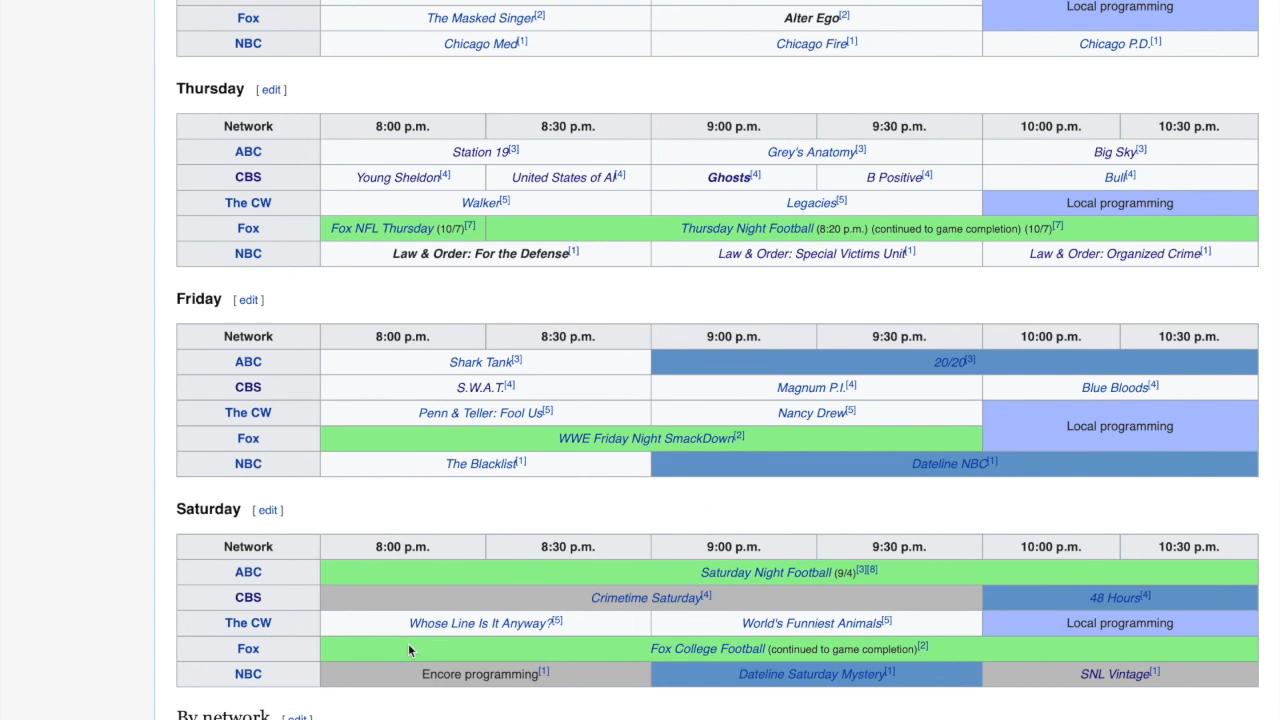 Local programming
Fox The Masked Singer[2] Alter Ego[2]
NBC Chicago Med[1] Chicago Fire[1] Chicago P.D.[1]
Thursday [ edit ]
Network 8:00 p.m. 8:30 p.m. 9:00 p.m. 9:30 p.m. 10:00 p.m. 10:30 p.m.
ABC Station 19[3] Grey's Anatomy[3] Big Sky[3]
CBS Young Sheldon[4] United States of Al[4] Ghosts[4] B Positive[4] Bull[4]
The CW Walker[5] Legacies[5] Local programming
Fox Fox NFL Thursday (10/7)[7] Thursday Night Football (8:20 p.m.) (continued to game completion) (10/7)[7]
NBC Law & Order: For the Defense[1] Law & Order: Special Victims Unit[1] Law & Order: Organized Crime[1]
Friday [ edit ]
Network 8:00 p.m. 8:30 p.m. 9:00 p.m. 9:30 p.m. 10:00 p.m. 10:30 p.m.
ABC Shark Tank[3] 20/20[3]
CBS S.W.A.T.[4] Magnum P.I.[4] Blue Bloods[4]
The CW Penn & Teller: Fool Us[5] Nancy Drew[5] Local programming
Fox WWE Friday Night SmackDown[2]
NBC The Blacklist[1] Dateline NBC[1]
Saturday [ edit ]
Network 8:00 p.m. 8:30 p.m. 9:00 p.m. 9:30 p.m. 10:00 p.m. 10:30 p.m.
ABC Saturday Night Football (9/4)[3][8]
CBS Crimetime Saturday[4] 48 Hours[4]
The CW Whose Line Is It Anyway?[5] World's Funniest Animals[5] Local programming
Fox Fox College Football (continued to game completion)[2]
NBC Encore programming[1] Dateline Saturday Mystery[1] SNL Vintage[1]
By network [ edit ]